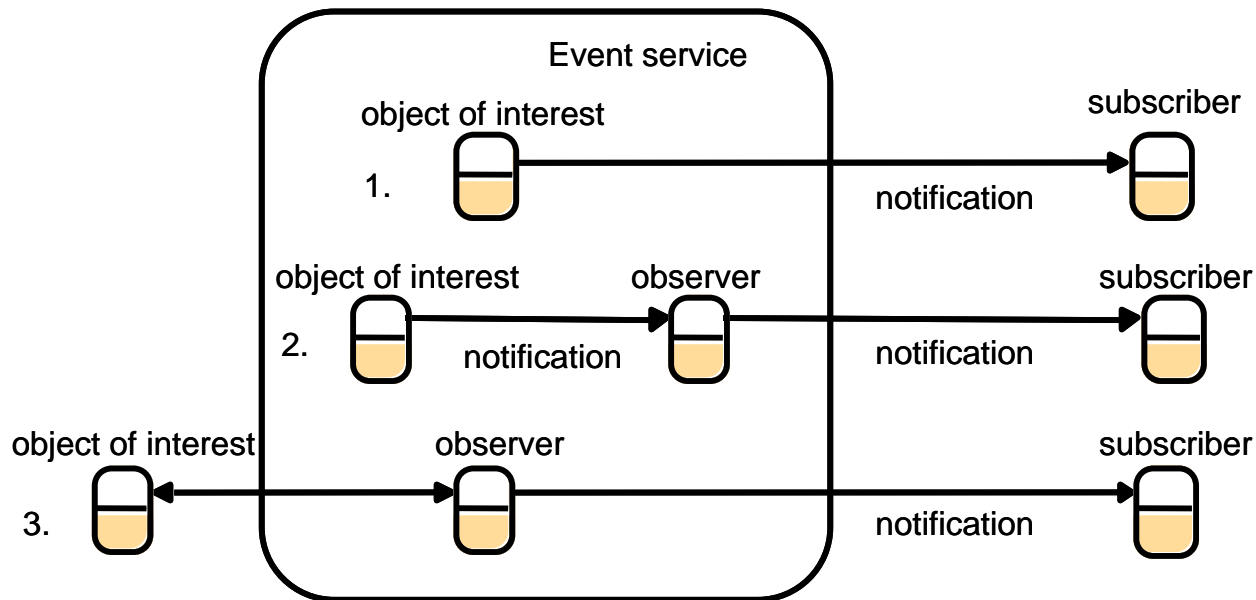 Event service
object of interest
subscriber
1.
notification
object of interest
observer
subscriber
2.
notification
notification
object of interest
observer
subscriber
3.
notification